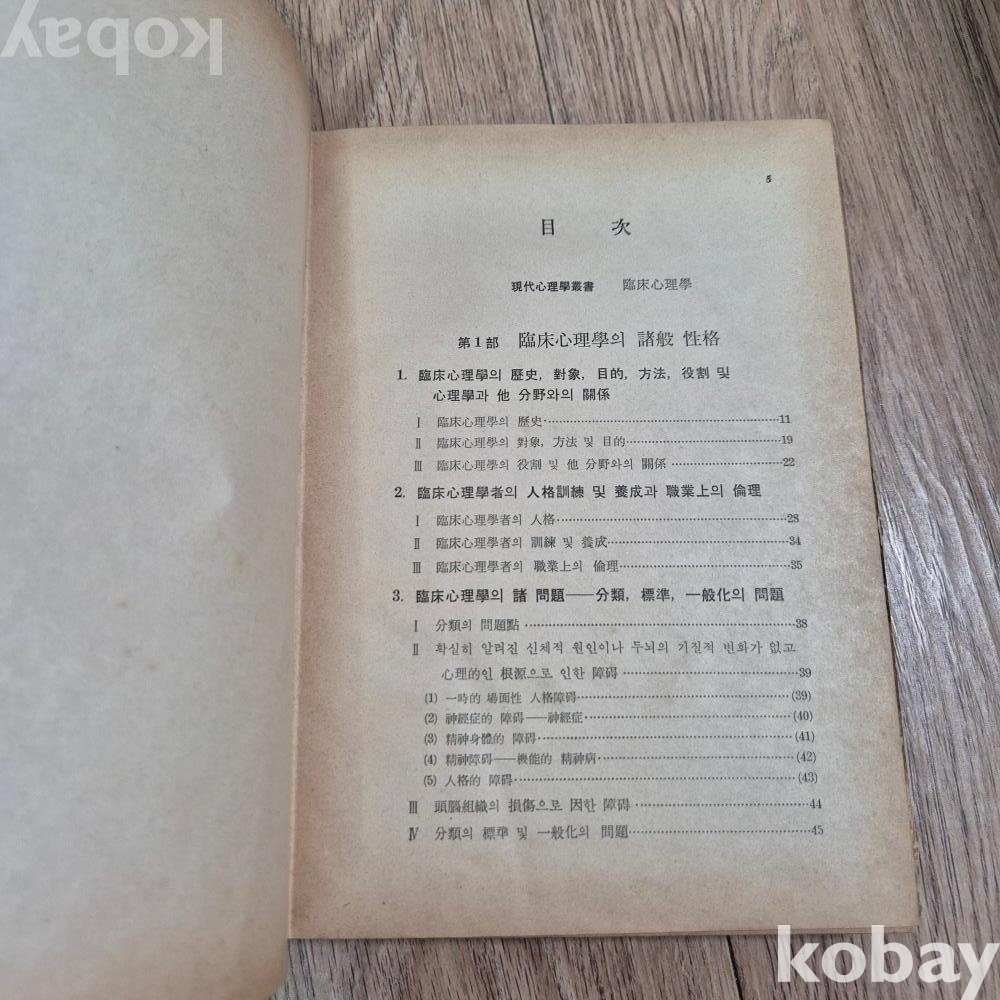 kobay
5
目 次
現代心理學叢書 臨床心理學
第1部 臨床心理學의 諸般 性格
1. 臨床心理學의 歷史, 對象, 目的, 方法, 役割 및
心理學과 他 分野와의 關係
Ⅰ 臨床心理學의 歷史……………………………11
Ⅱ 臨床心理學의 對象, 方法 및 目的……………………………19
Ⅲ 臨床心理學의 役割 및 他 分野와의 關係……………………………22
2. 臨床心理學者의 人格訓練 및 養成과 職業上의 倫理
Ⅰ 臨床心理學者의 人格……………………………28
Ⅱ 臨床心理學者의 訓練 및 養成……………………………34
Ⅲ 臨床心理學者의 職業上의 倫理……………………………35
3. 臨床心理學의 諸 問題――分類, 標準, 一般化의 問題
Ⅰ 分類의 問題點……………………………38
Ⅱ 확실히 알려진 신체적 원인이나 두뇌의 기질적 변화가 없고
心理的인 根源으로 인한 障碍……………………………39
(1) 一時的 場面性 人格障碍……………………………(39)
(2) 神經症的 障碍――神經症……………………………(40)
(3) 精神身體的 障碍……………………………(41)
(4) 精神障碍――機能的 精神病……………………………(42)
(5) 人格的 障碍……………………………(43)
Ⅲ 頭腦組織의 損傷으로 因한 障碍……………………………44
Ⅳ 分類의 標準 및 一般化의 問題……………………………45
kobay